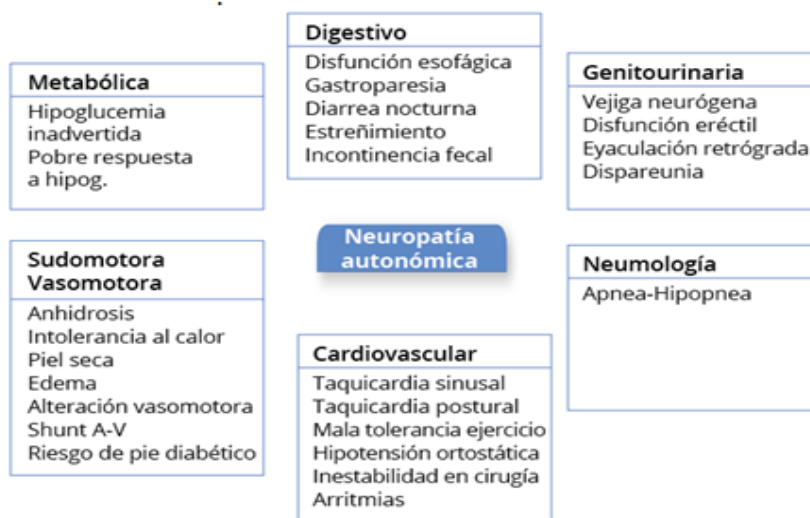 Digestivo
Disfunción esofágica
Gastroparesia
Diarrea nocturna
Estreñimiento
Incontinencia fecal
Metabólica
Hipoglucemia
inadvertida
Pobre respuesta
a hipog.
Genitourinaria
Vejiga neurógena
Disfunción eréctil
Eyaculación retrógrada
Dispareunia
Neuropatía
autonómica
Sudomotora
Vasomotora
Anhidrosis
Intolerancia al calor
Piel seca
Edema
Alteración vasomotora
Shunt A-V
Riesgo de pie diabético
Neumología
Apnea-Hipopnea
Cardiovascular
Taquicardia sinusal
Taquicardia postural
Mala tolerancia ejercicio
Hipotensión ortostática
Inestabilidad en cirugía
Arritmias